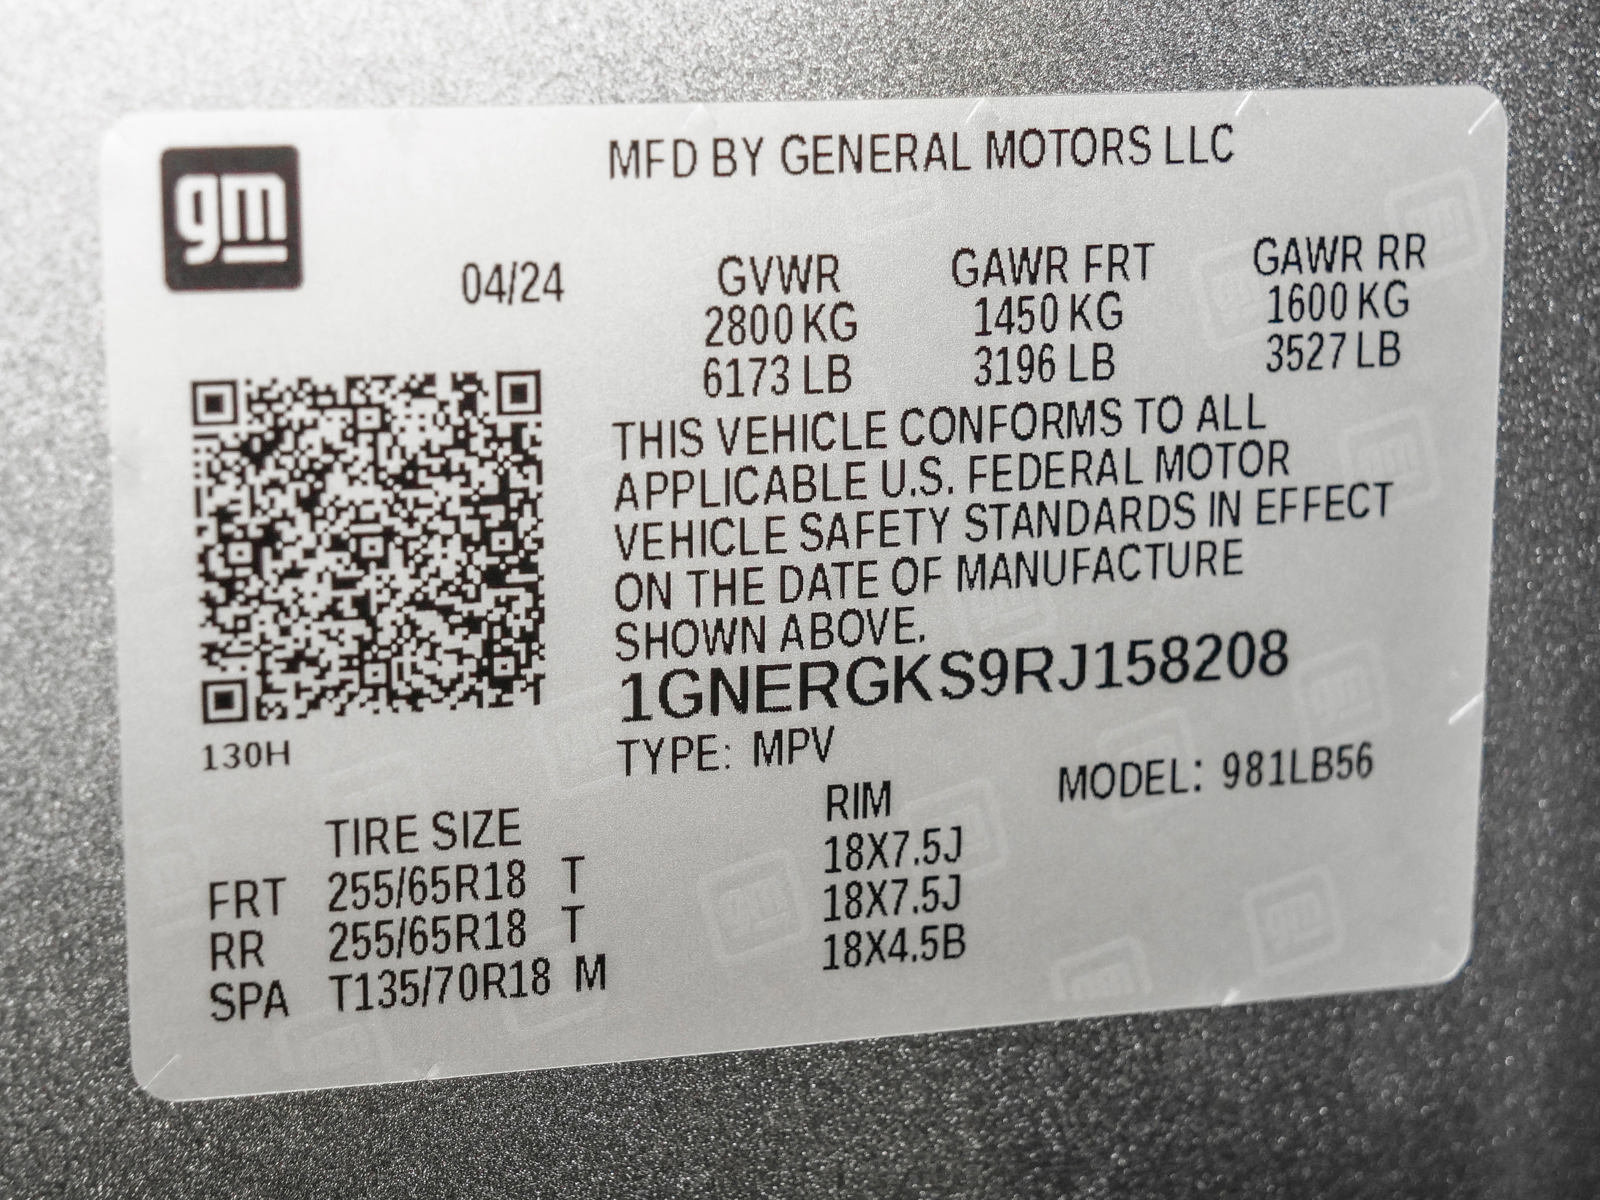 gm
MFD BY GENERAL MOTORS LLC
04/24
GVWR GAWR FRT GAWR RR
2800 KG 1450 KG 1600 KG
6173 LB 3196 LB 3527 LB
THIS VEHICLE CONFORMS TO ALL
APPLICABLE U.S. FEDERAL MOTOR
VEHICLE SAFETY STANDARDS IN EFFECT
ON THE DATE OF MANUFACTURE
SHOWN ABOVE.
1GNERGKS9RJ158208
130H
TYPE: MPV MODEL: 981LB56
TIRE SIZE RIM
FRT 255/65R18 T 18X7.5J
RR 255/65R18 T 18X7.5J
SPA T135/70R18 M 18X4.5B